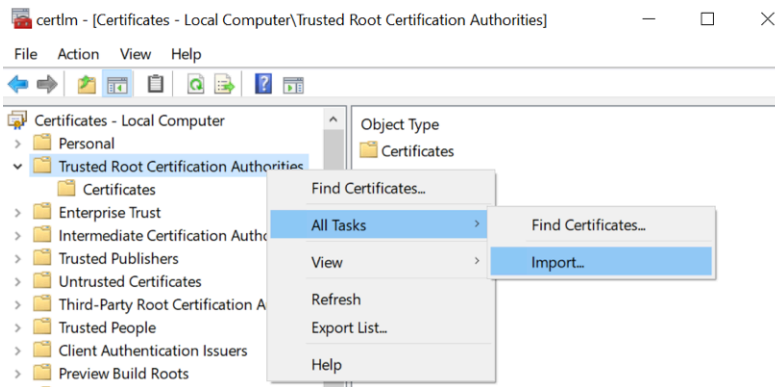 certlm - [Certificates - Local Computer\Trusted Root Certification Authorities]
File Action View Help
Certificates - Local Computer
Personal
Trusted Root Certification Authorities
Certificates
Enterprise Trust
Intermediate Certification Autho
Trusted Publishers
Untrusted Certificates
Third-Party Root Certification A
Trusted People
Client Authentication Issuers
Preview Build Roots
Object Type
Certificates
Find Certificates...
All Tasks
View
Refresh
Export List...
Help
Find Certificates...
Import...